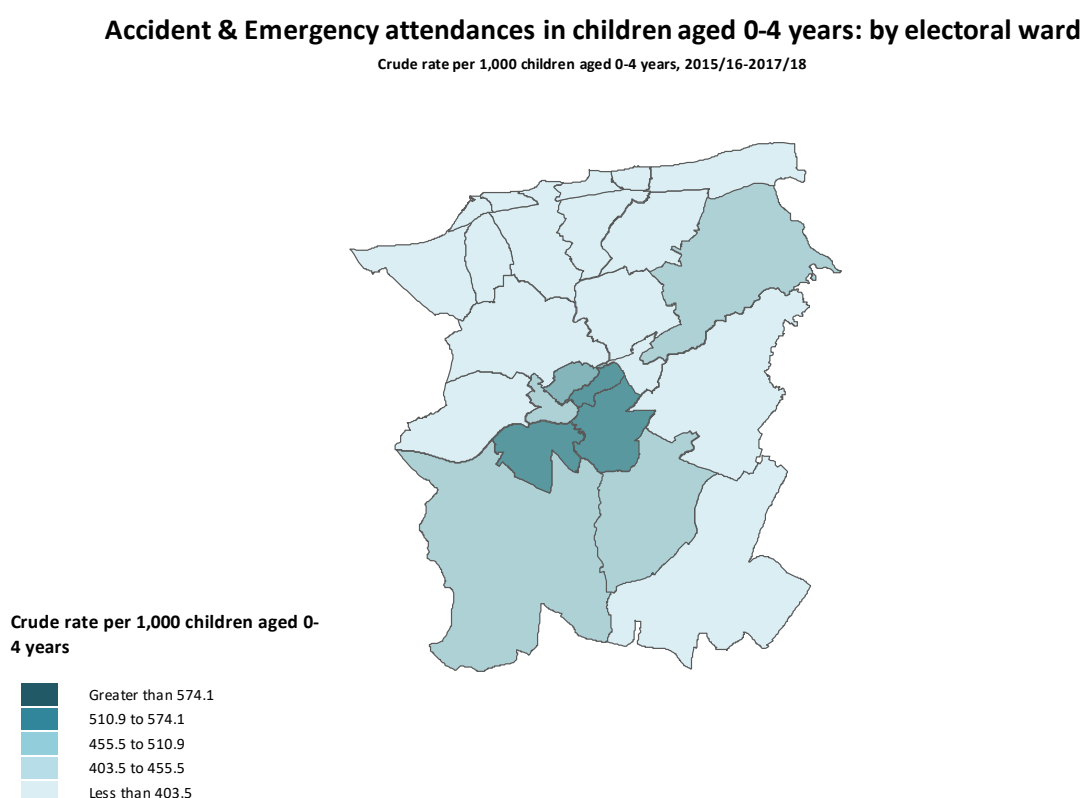 Accident & Emergency attendances in children aged 0-4 years: by electoral ward
Crude rate per 1,000 children aged 0-4 years, 2015/16-2017/18
Crude rate per 1,000 children aged 0-
4 years
Greater than 574.1
510.9 to 574.1
455.5 to 510.9
403.5 to 455.5
Less than 403.5